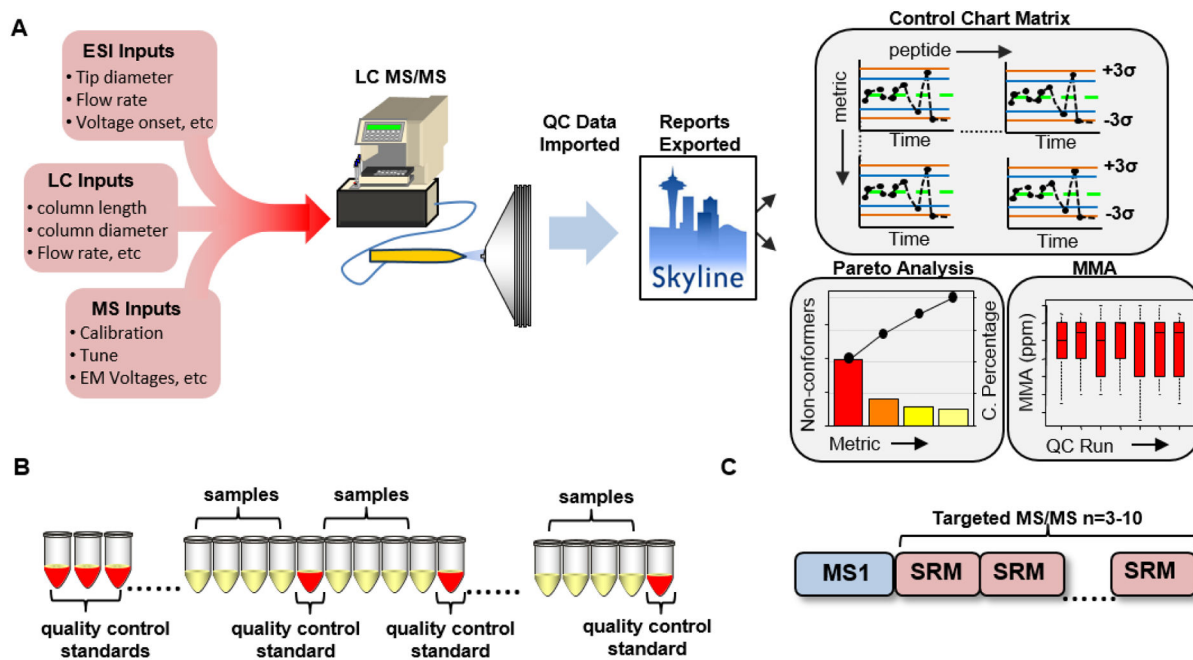 A
ESI Inputs
• Tip diameter
• Flow rate
• Voltage onset, etc
LC Inputs
• column length
• column diameter
• Flow rate, etc
MS Inputs
• Calibration
• Tune
• EM Voltages, etc
LC MS/MS
QC Data
Imported
Reports
Exported
Skyline
Control Chart Matrix
peptide
metric
+3σ
-3σ
Time
Time
+3σ
-3σ
Time
Time
Pareto Analysis
Non-conformers
C. Percentage
Metric
MMA
MMA (ppm)
QC Run
B
samples
samples
samples
quality control
standards
quality control
standard
quality control
standard
quality control
standard
C
Targeted MS/MS n=3-10
MS1
SRM
SRM
SRM